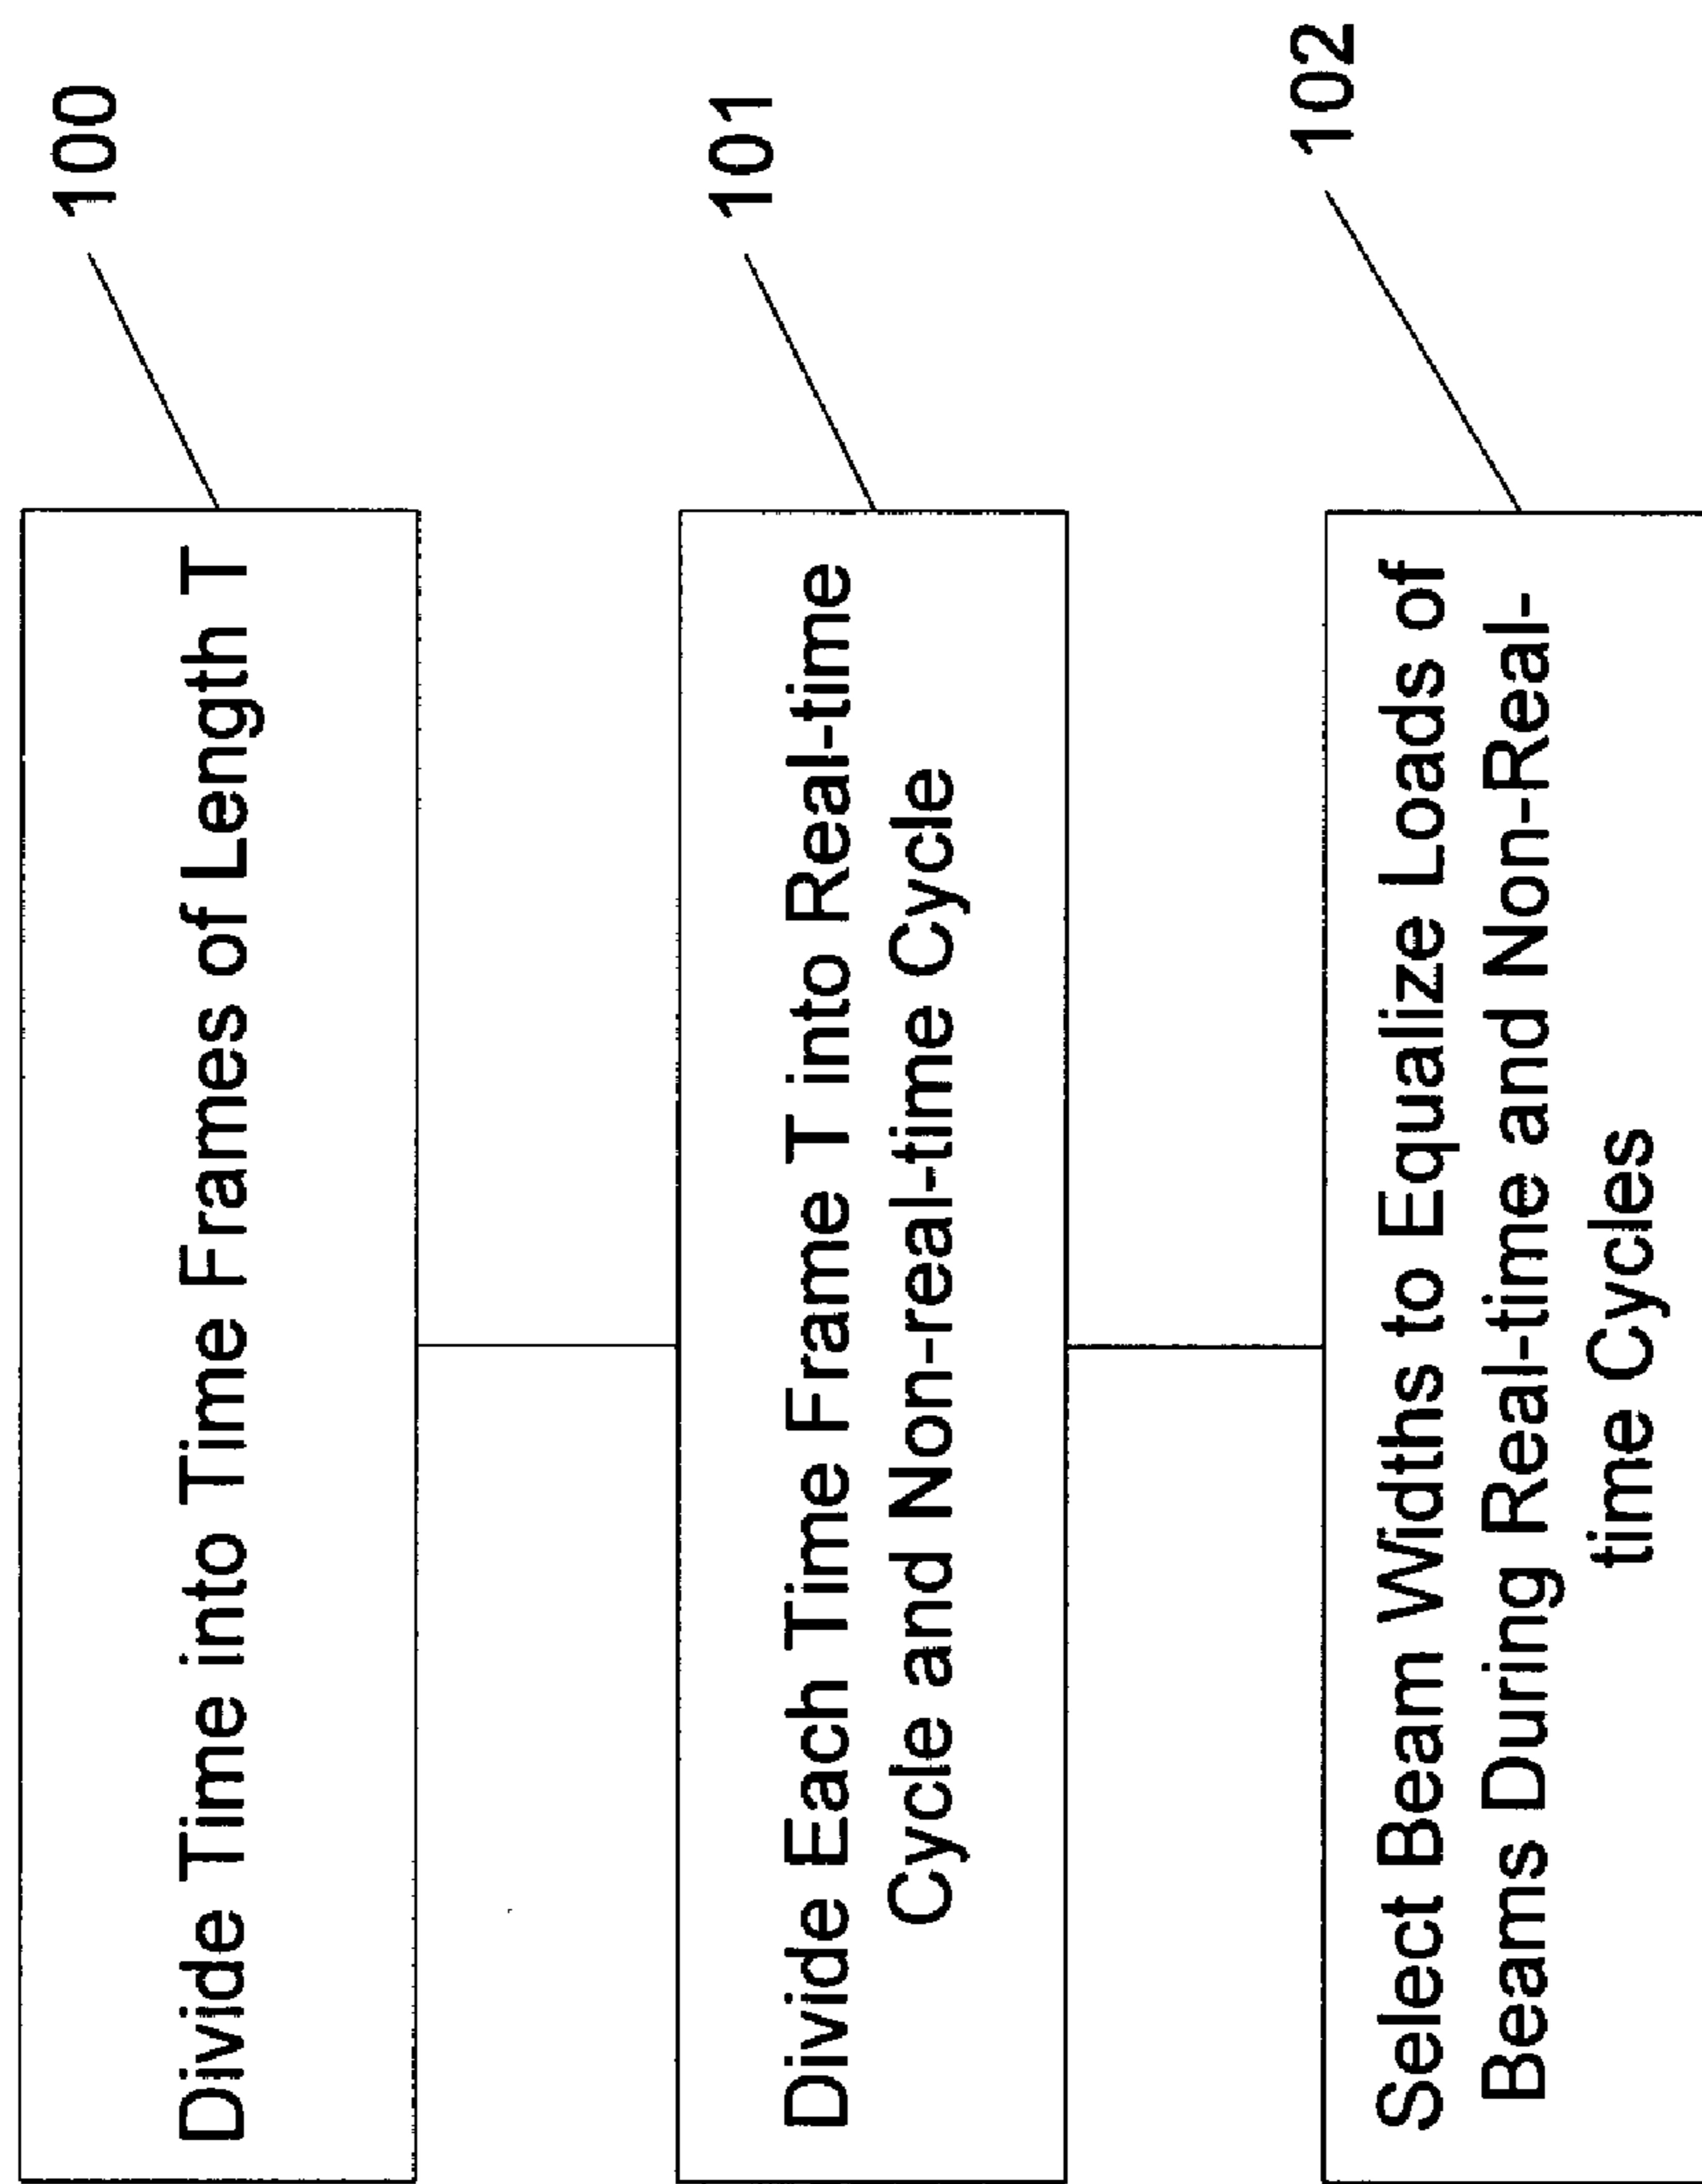 Divide Time into Time Frames of Length T
100
Divide Each Time Frame T into Real-time
Cycle and Non-real-time Cycle
101
Select Beam Widths to Equalize Loads of
Beams During Real-time and Non-Real-
time Cycles
102